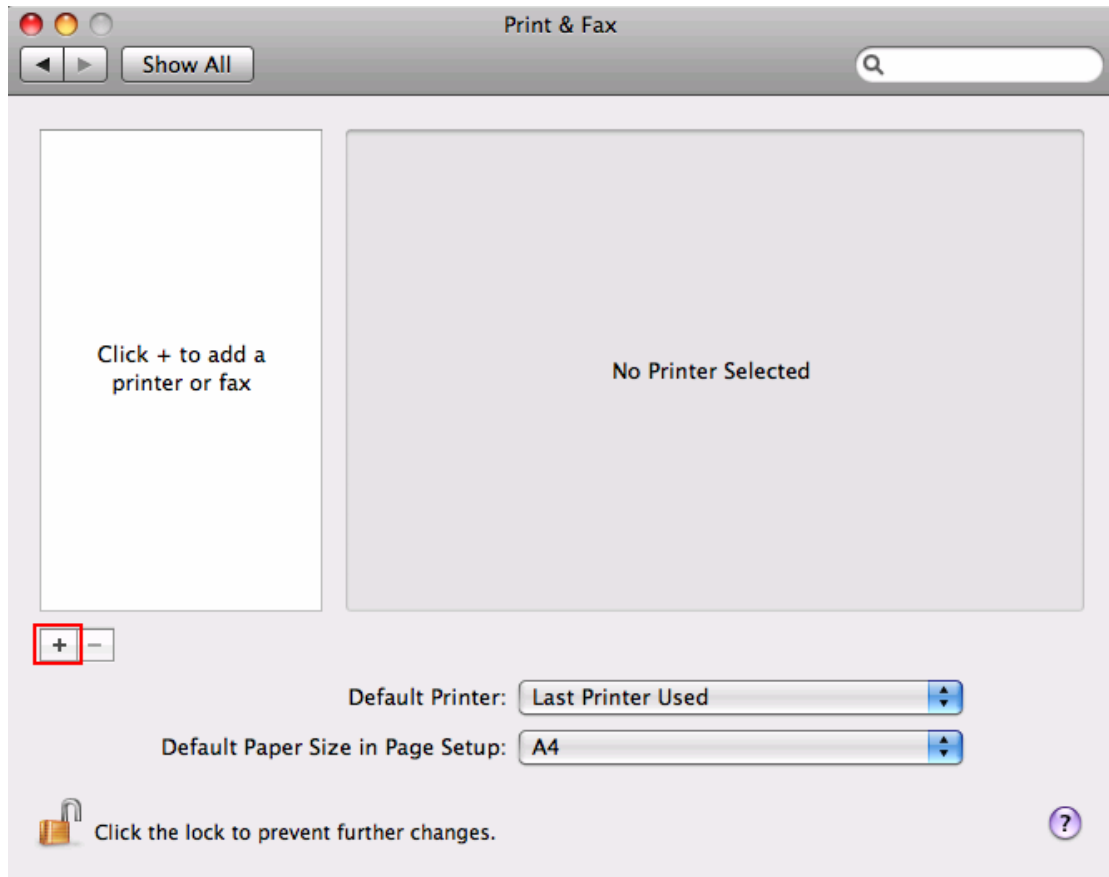 Print & Fax
Show All
Click + to add a
printer or fax
No Printer Selected
+ −
Default Printer: Last Printer Used
Default Paper Size in Page Setup: A4
Click the lock to prevent further changes.
?